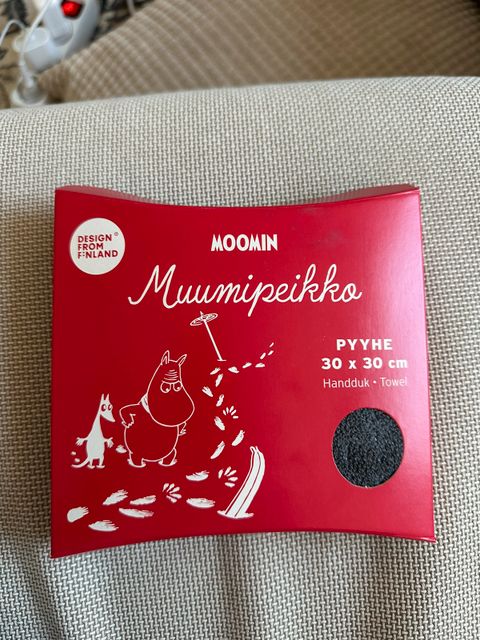 DESIGN®
FROM
FINLAND
MOOMIN
Muumipeikko
PYYHE
30 x 30 cm
Handduk • Towel